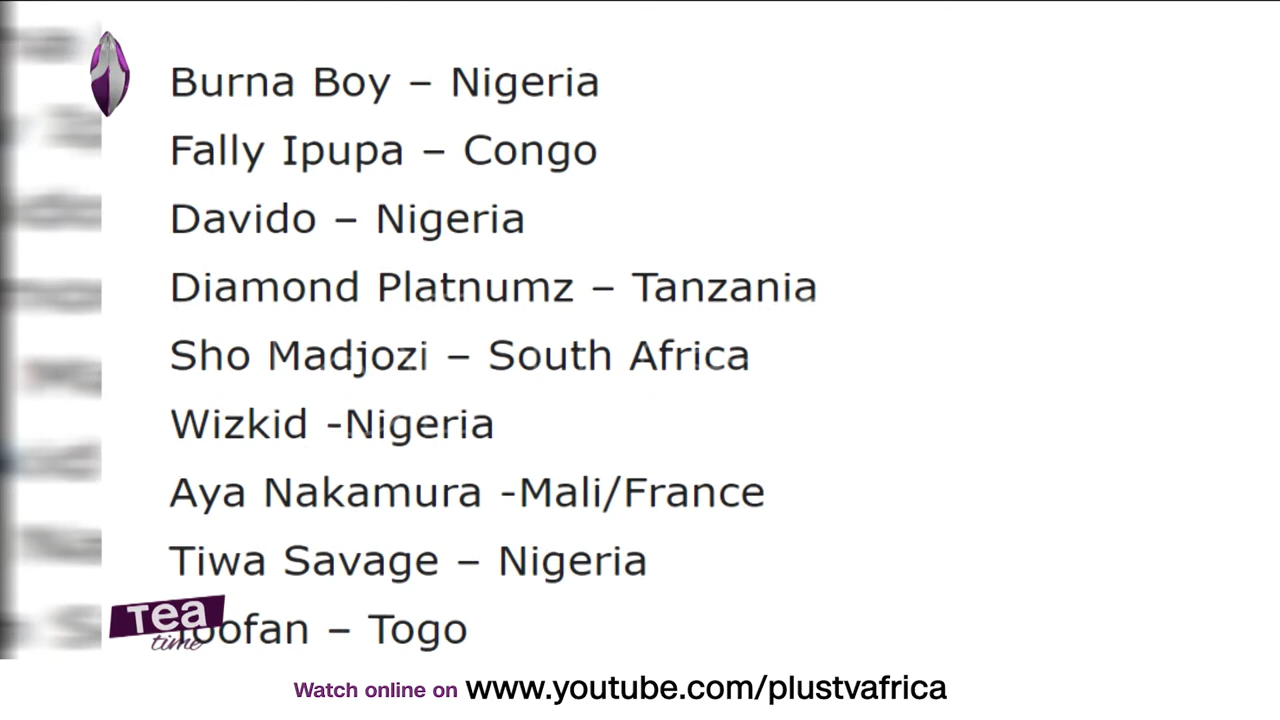 Burna Boy – Nigeria
Fally Ipupa – Congo
Davido – Nigeria
Diamond Platnumz – Tanzania
Sho Madjozi – South Africa
Wizkid -Nigeria
Aya Nakamura -Mali/France
Tiwa Savage – Nigeria
Toofan – Togo
Tea
time
Watch online on www.youtube.com/plustvafrica